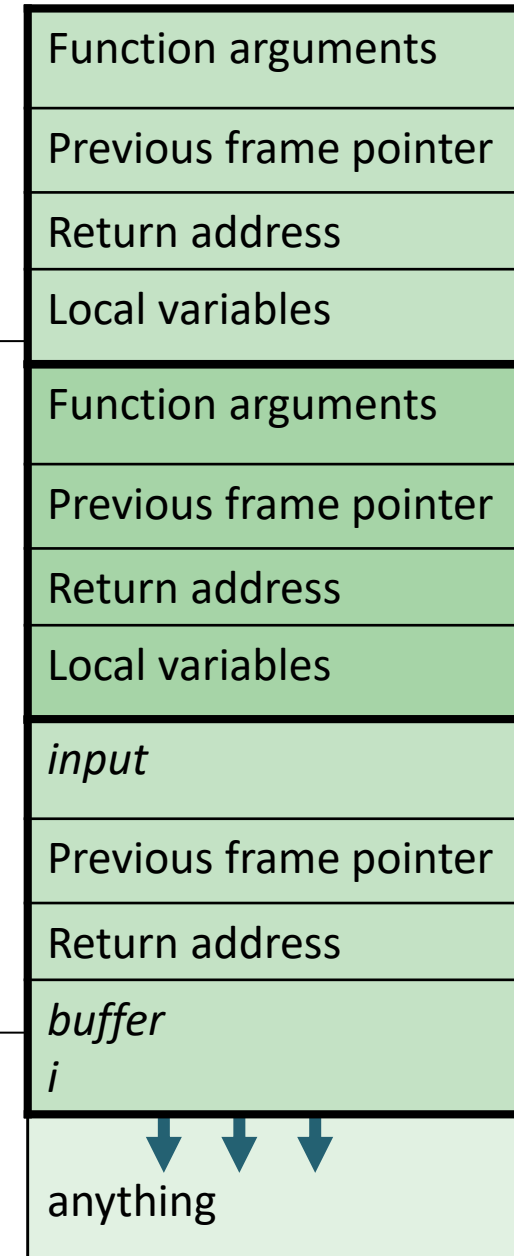 Function arguments
Previous frame pointer
Return address
Local variables
Function arguments
Previous frame pointer
Return address
Local variables
input
Previous frame pointer
Return address
buffer
i
anything